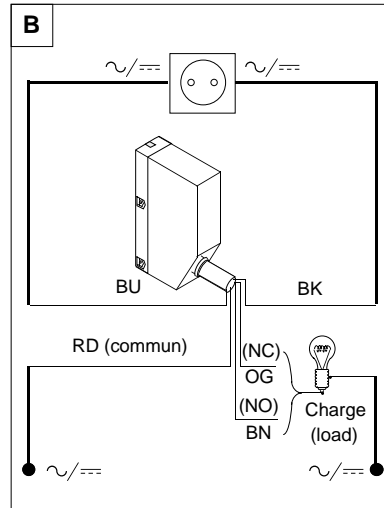 B
∿/⎓ ∿/⎓
BU BK
RD (commun) (NC)
OG
(NO)
BN Charge
(load)
∿/⎓ ∿/⎓